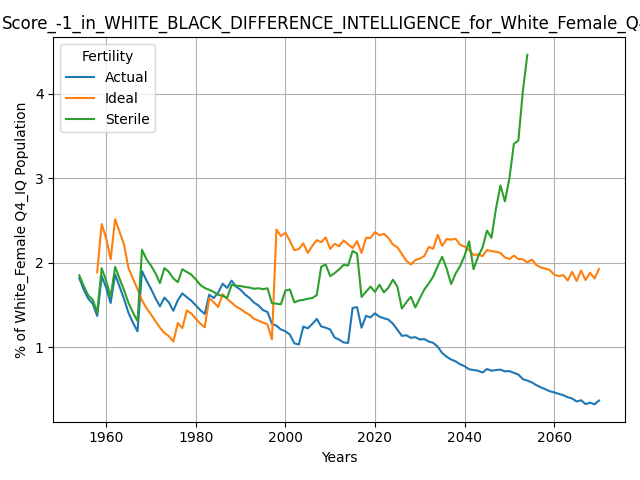 Score_-1_in_WHITE_BLACK_DIFFERENCE_INTELLIGENCE_for_White_Female_Q4
Fertility
Actual
Ideal
Sterile
% of White_Female Q4_IQ Population
4
3
2
1
1960 1980 2000 2020 2040 2060
Years